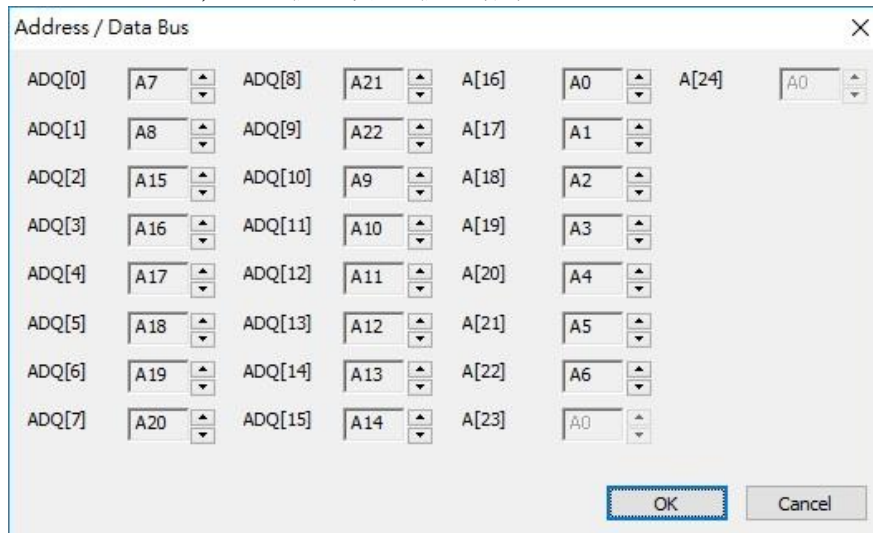 Address / Data Bus
ADQ[0] A7 ADQ[8] A21 A[16] A0 A[24] A0
ADQ[1] A8 ADQ[9] A22 A[17] A1
ADQ[2] A15 ADQ[10] A9 A[18] A2
ADQ[3] A16 ADQ[11] A10 A[19] A3
ADQ[4] A17 ADQ[12] A11 A[20] A4
ADQ[5] A18 ADQ[13] A12 A[21] A5
ADQ[6] A19 ADQ[14] A13 A[22] A6
ADQ[7] A20 ADQ[15] A14 A[23] A0
OK Cancel